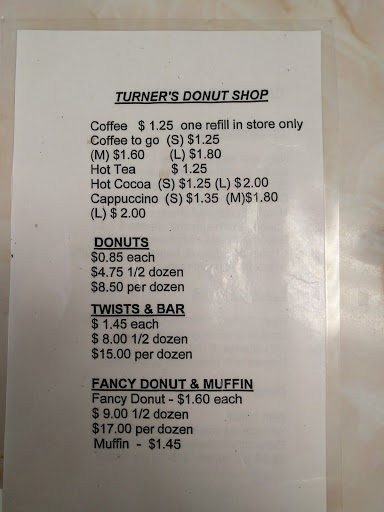 TURNER'S DONUT SHOP
Coffee $ 1.25 one refill in store only
Coffee to go (S) $1.25
(M) $1.60 (L) $1.80
Hot Tea $ 1.25
Hot Cocoa (S) $1.25 (L) $2.00
Cappuccino (S) $1.35 (M)$1.80
(L) $ 2.00
DONUTS
$0.85 each
$4.75 1/2 dozen
$8.50 per dozen
TWISTS & BAR
$ 1.45 each
$ 8.00 1/2 dozen
$15.00 per dozen
FANCY DONUT & MUFFIN
Fancy Donut - $1.60 each
$ 9.00 1/2 dozen
$17.00 per dozen
Muffin - $1.45